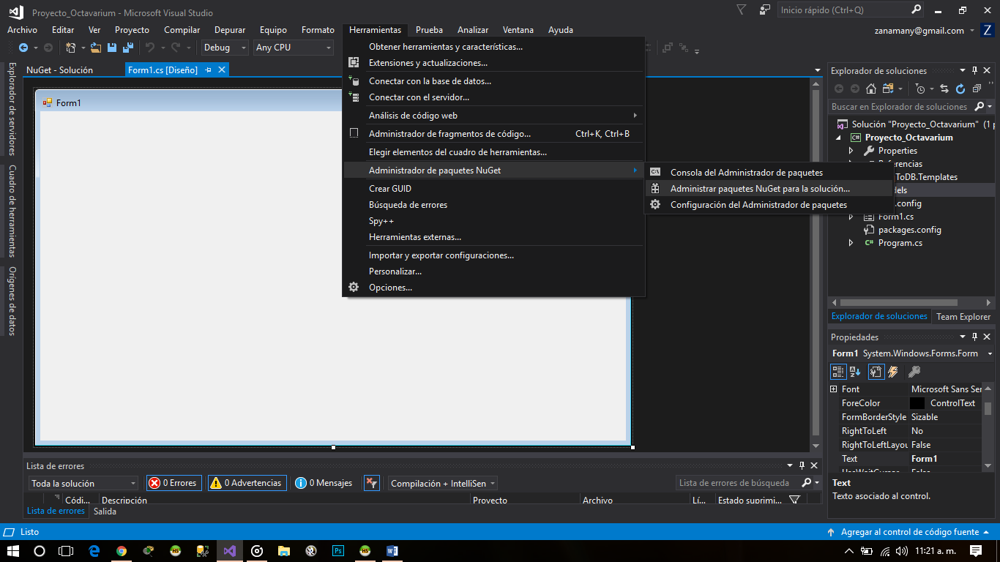 Proyecto_Octavarium - Microsoft Visual Studio
Inicio rápido (Ctrl+Q)
Archivo Editar Ver Proyecto Compilar Depurar Equipo Formato Herramientas Prueba Analizar Ventana Ayuda
zanamany@gmail.com Z
Debug Any CPU
Explorador de servidores
Cuadro de herramientas
Orígenes de datos
NuGet - Solución Form1.cs [Diseño]
Form1
Obtener herramientas y características...
Extensiones y actualizaciones...
Conectar con la base de datos...
Conectar con el servidor...
Análisis de código web
Administrador de fragmentos de código... Ctrl+K, Ctrl+B
Elegir elementos del cuadro de herramientas...
Administrador de paquetes NuGet
Crear GUID
Búsqueda de errores
Spy++
Herramientas externas...
Importar y exportar configuraciones...
Personalizar...
Opciones...
Consola del Administrador de paquetes
Administrar paquetes NuGet para la solución...
Configuración del Administrador de paquetes
Explorador de soluciones
Buscar en Explorador de soluciones
Solución "Proyecto_Octavarium" (1
C# Proyecto_Octavarium
Properties
ToDB.Templates
Form1.cs
packages.config
C# Program.cs
Explorador de soluciones Team Explorer
Propiedades
Form1 System.Windows.Forms.Form
Font Microsoft Sans Ser
ForeColor ControlText
FormBorderStyle Sizable
RightToLeft No
RightToLeftLayou False
Text Form1
Text
Texto asociado al control.
Lista de errores
Toda la solución 0 Errores 0 Advertencias 0 Mensajes Compilación + IntelliSen Lista de errores de búsqueda
Códi... Descripción Proyecto Archivo Lí... Estado suprimi...
Lista de errores Salida
Listo Agregar al control de código fuente
11:21 a. m.